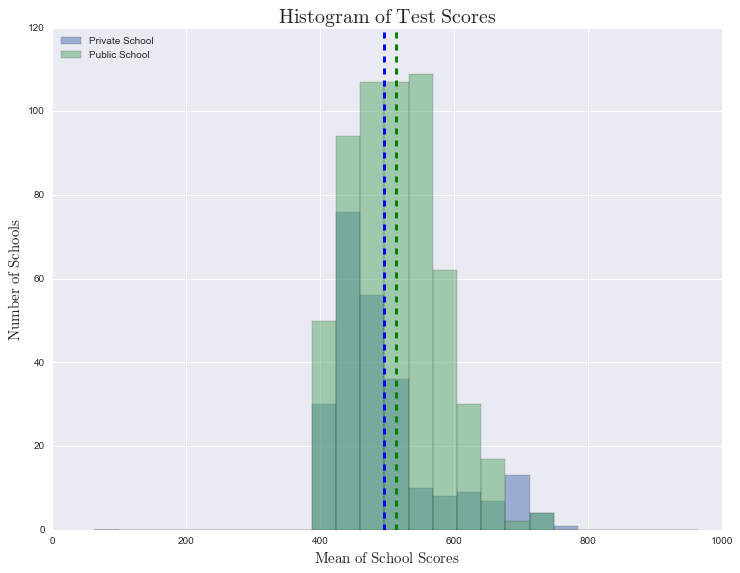 Histogram of Test Scores
Private School
Public School
120
100
80
60
40
20
0
Number of Schools
0 200 400 600 800 1000
Mean of School Scores